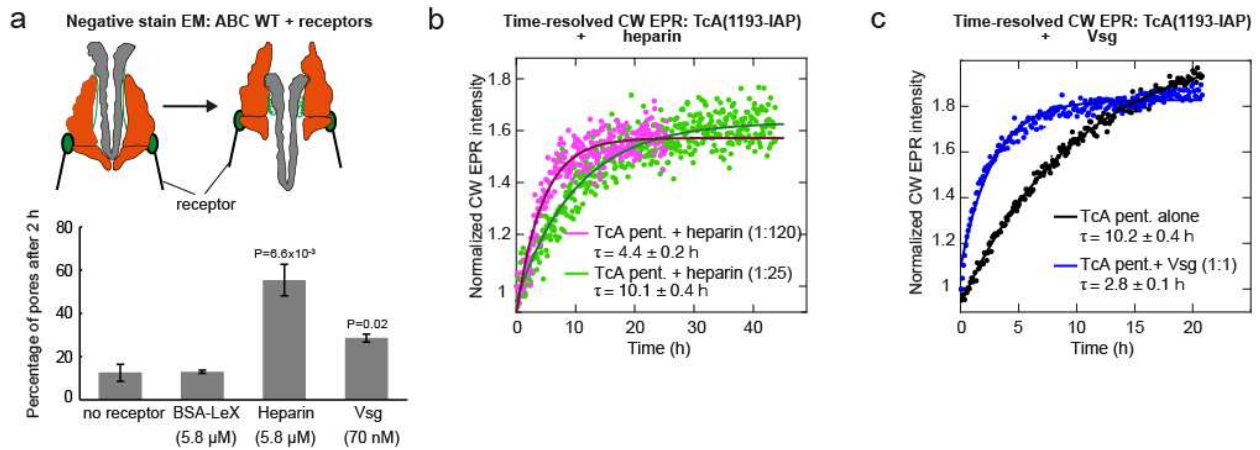 a
Negative stain EM: ABC WT + receptors
receptor
Percentage of pores after 2 h
80
60
40
20
0
P=6.6x10⁻³
P=0.02
no receptor BSA-LeX Heparin Vsg
(5.8 µM) (5.8 µM) (70 nM)
b
Time-resolved CW EPR: TcA(1193-IAP)
+ heparin
Normalized CW EPR intensity
1.8
1.6
1.4
1.2
1
TcA pent. + heparin (1:120)
τ = 4.4 ± 0.2 h
TcA pent. + heparin (1:25)
τ = 10.1 ± 0.4 h
0 10 20 30 40
Time (h)
c
Time-resolved CW EPR: TcA(1193-IAP)
+ Vsg
Normalized CW EPR intensity
1.8
1.6
1.4
1.2
1
TcA pent. alone
τ = 10.2 ± 0.4 h
TcA pent.+ Vsg (1:1)
τ = 2.8 ± 0.1 h
0 5 10 15 20
Time (h)